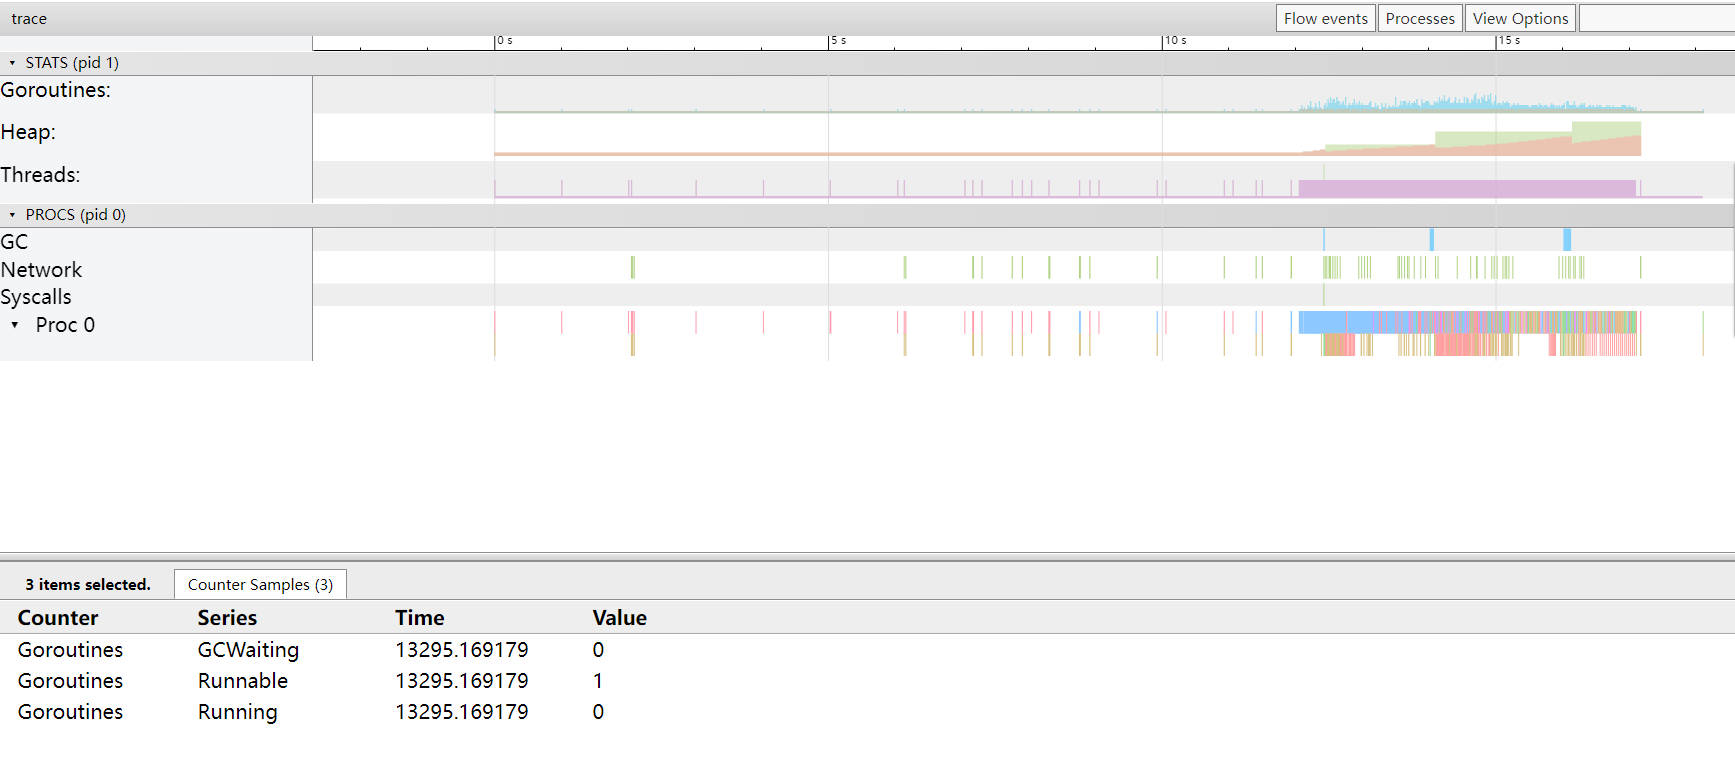 trace Flow events Processes View Options
0 s 5 s 10 s 15 s
STATS (pid 1)
Goroutines:
Heap:
Threads:
PROCS (pid 0)
GC
Network
Syscalls
Proc 0
3 items selected. Counter Samples (3)
Counter Series Time Value
Goroutines GCWaiting 13295.169179 0
Goroutines Runnable 13295.169179 1
Goroutines Running 13295.169179 0